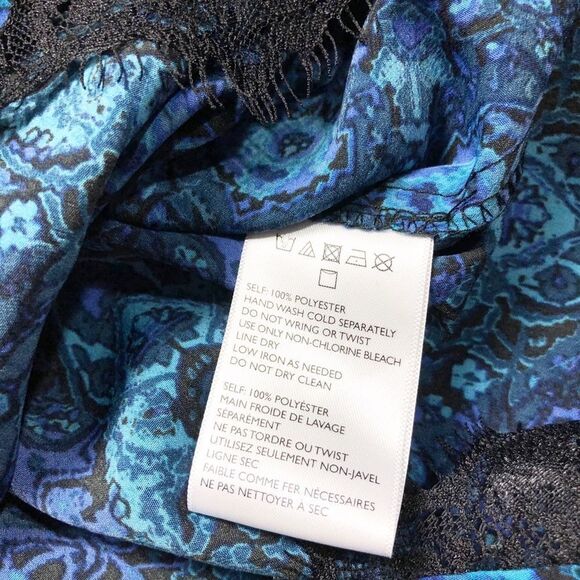 SELF: 100% POLYESTER
HAND WASH COLD SEPARATELY
DO NOT WRING OR TWIST
USE ONLY NON-CHLORINE BLEACH
LINE DRY
LOW IRON AS NEEDED
DO NOT DRY CLEAN
SELF: 100% POLYÉSTER
MAIN FROIDE DE LAVAGE
SÉPARÉMENT
NE PAS TORDRE OU TWIST
UTILISEZ SEULEMENT NON-JAVEL
LIGNE SEC
FAIBLE COMME FER NÉCESSAIRES
NE PAS NETTOYER À SEC